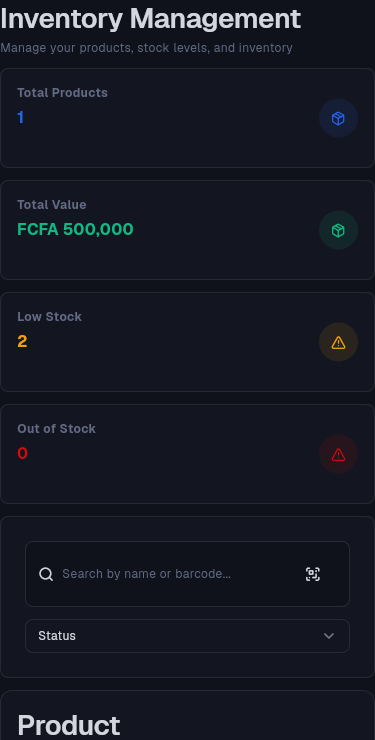 Inventory Management
Manage your products, stock levels, and inventory
Total Products
1
Total Value
FCFA 500,000
Low Stock
2
Out of Stock
0
Search by name or barcode...
Status
Product